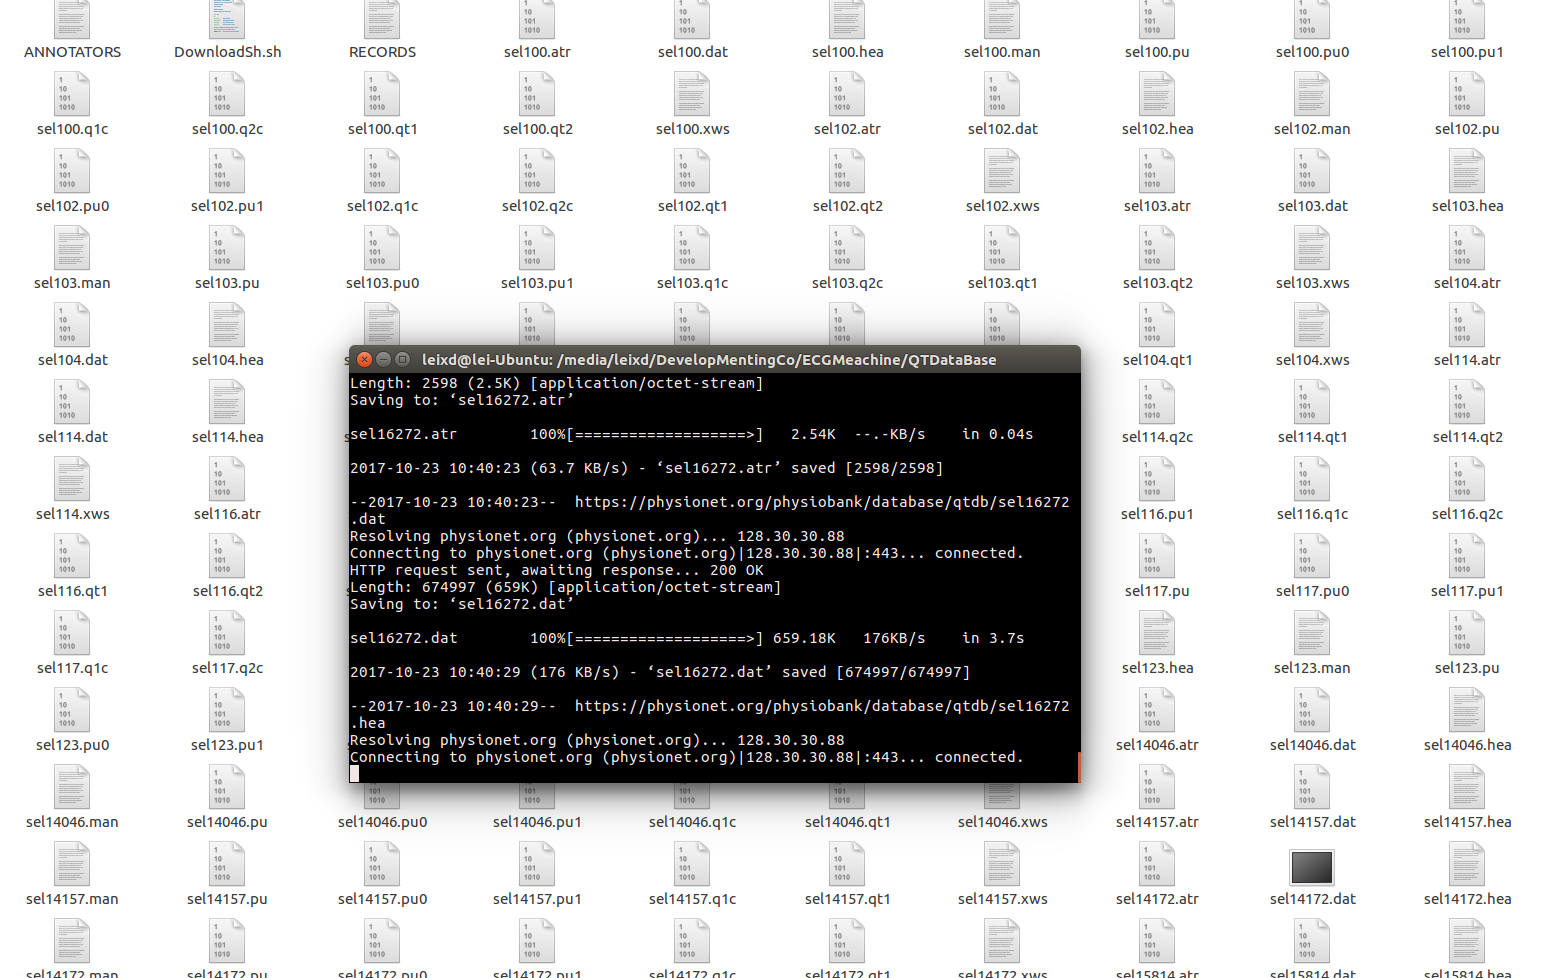 ANNOTATORS DownloadSh.sh RECORDS sel100.atr sel100.dat sel100.hea sel100.man sel100.pu sel100.pu0 sel100.pu1
sel100.q1c sel100.q2c sel100.qt1 sel100.qt2 sel100.xws sel102.atr sel102.dat sel102.hea sel102.man sel102.pu
sel102.pu0 sel102.pu1 sel102.q1c sel102.q2c sel102.qt1 sel102.qt2 sel102.xws sel103.atr sel103.dat sel103.hea
sel103.man sel103.pu sel103.pu0 sel103.pu1 sel103.q1c sel103.q2c sel103.qt1 sel103.qt2 sel103.xws sel104.atr
sel104.dat sel104.hea sel104.qt1 sel104.xws sel114.atr
sel114.dat sel114.hea sel114.q2c sel114.qt1 sel114.qt2
sel114.xws sel116.atr sel116.pu1 sel116.q1c sel116.q2c
sel116.qt1 sel116.qt2 sel117.pu sel117.pu0 sel117.pu1
sel117.q1c sel117.q2c sel123.hea sel123.man sel123.pu
sel123.pu0 sel123.pu1 sel14046.atr sel14046.dat sel14046.hea
leixd@lei-Ubuntu: /media/leixd/DevelopMentingCo/ECGMeachine/QTDataBase
Length: 2598 (2.5K) [application/octet-stream]
Saving to: ‘sel16272.atr’
sel16272.atr 100%[===================>] 2.54K --.-KB/s in 0.04s
2017-10-23 10:40:23 (63.7 KB/s) - ‘sel16272.atr’ saved [2598/2598]
--2017-10-23 10:40:23-- https://physionet.org/physiobank/database/qtdb/sel16272
.dat
Resolving physionet.org (physionet.org)... 128.30.30.88
Connecting to physionet.org (physionet.org)|128.30.30.88|:443... connected.
HTTP request sent, awaiting response... 200 OK
Length: 674997 (659K) [application/octet-stream]
Saving to: ‘sel16272.dat’
sel16272.dat 100%[===================>] 659.18K 176KB/s in 3.7s
2017-10-23 10:40:29 (176 KB/s) - ‘sel16272.dat’ saved [674997/674997]
--2017-10-23 10:40:29-- https://physionet.org/physiobank/database/qtdb/sel16272
.hea
Resolving physionet.org (physionet.org)... 128.30.30.88
Connecting to physionet.org (physionet.org)|128.30.30.88|:443... connected.
sel14046.man sel14046.pu sel14046.pu0 sel14046.pu1 sel14046.q1c sel14046.qt1 sel14046.xws sel14157.atr sel14157.dat sel14157.hea
sel14157.man sel14157.pu sel14157.pu0 sel14157.pu1 sel14157.q1c sel14157.qt1 sel14157.xws sel14172.atr sel14172.dat sel14172.hea
sel14172.man sel14172.pu sel14172.pu0 sel14172.pu1 sel14172.q1c sel14172.qt1 sel14172.xws sel15814.atr sel15814.dat sel15814.hea